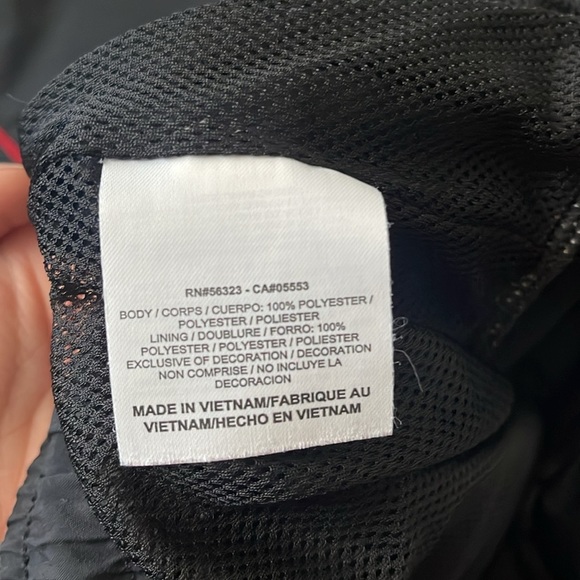 RN#56323 - CA#05553
BODY / CORPS / CUERPO: 100% POLYESTER /
POLYESTER / POLIESTER
LINING / DOUBLURE / FORRO: 100%
POLYESTER / POLYESTER / POLIESTER
EXCLUSIVE OF DECORATION / DECORATION
NON COMPRISE / NO INCLUYE LA
DECORACION
MADE IN VIETNAM/FABRIQUE AU
VIETNAM/HECHO EN VIETNAM